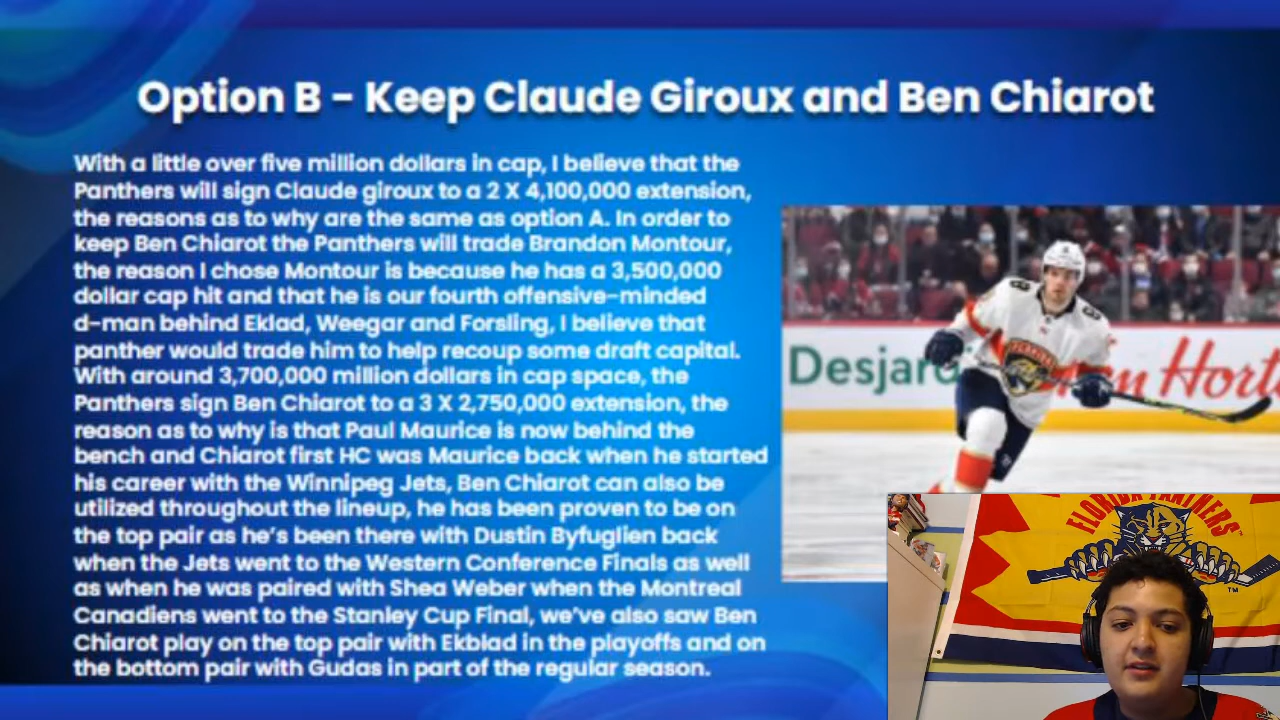 Option B - Keep Claude Giroux and Ben Chiarot
With a little over five million dollars in cap, I believe that the
Panthers will sign Claude giroux to a 2 X 4,100,000 extension,
the reasons as to why are the same as option A. In order to
keep Ben Chiarot the Panthers will trade Brandon Montour,
the reason I chose Montour is because he has a 3,500,000
dollar cap hit and that he is our fourth offensive-minded
d-man behind Eklad, Weegar and Forsling, I believe that
panther would trade him to help recoup some draft capital.
With around 3,700,000 million dollars in cap space, the
Panthers sign Ben Chiarot to a 3 X 2,750,000 extension, the
reason as to why is that Paul Maurice is now behind the
bench and Chiarot first HC was Maurice back when he started
his career with the Winnipeg Jets, Ben Chiarot can also be
utilized throughout the lineup, he has been proven to be on
the top pair as he's been there with Dustin Byfuglien back
when the Jets went to the Western Conference Finals as well
as when he was paired with Shea Weber when the Montreal
Canadiens went to the Stanley Cup Final, we've also saw Ben
Chiarot play on the top pair with Ekblad in the playoffs and on
the bottom pair with Gudas in part of the regular season.
Desjard
Hort
8
FLORIDA PANTHERS
TM